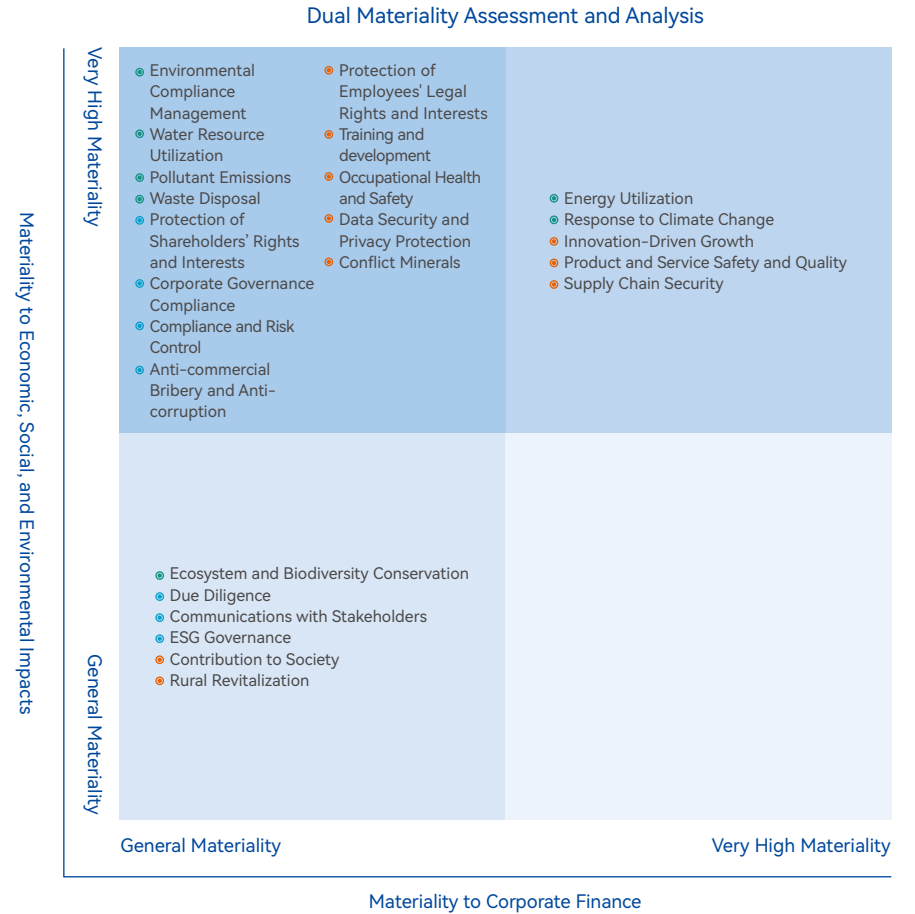 Dual Materiality Assessment and Analysis
Very High Materiality
Materiality to Economic, Social, and Environmental Impacts
General Materiality
Environmental
Compliance
Management
Water Resource
Utilization
Pollutant Emissions
Waste Disposal
Protection of
Shareholders’ Rights
and Interests
Corporate Governance
Compliance
Compliance and Risk
Control
Anti-commercial
Bribery and Anti-
corruption
Protection of
Employees' Legal
Rights and Interests
Training and
development
Occupational Health
and Safety
Data Security and
Privacy Protection
Conflict Minerals
Energy Utilization
Response to Climate Change
Innovation-Driven Growth
Product and Service Safety and Quality
Supply Chain Security
Ecosystem and Biodiversity Conservation
Due Diligence
Communications with Stakeholders
ESG Governance
Contribution to Society
Rural Revitalization
General Materiality
Very High Materiality
Materiality to Corporate Finance